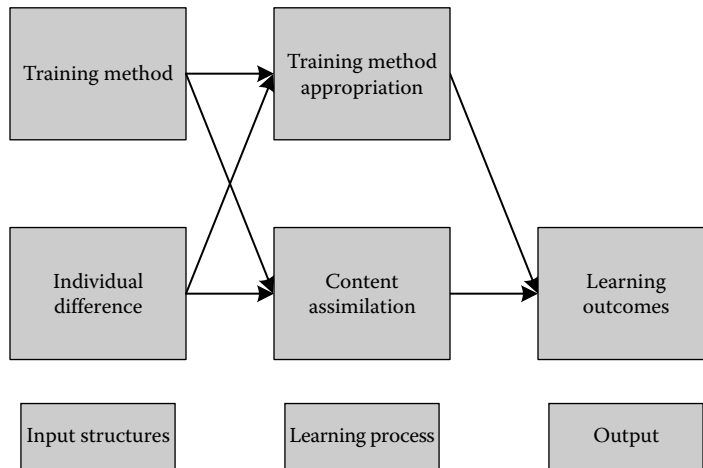 Training method
Training method
appropriation
Individual
difference
Content
assimilation
Learning
outcomes
Input structures
Learning process
Output